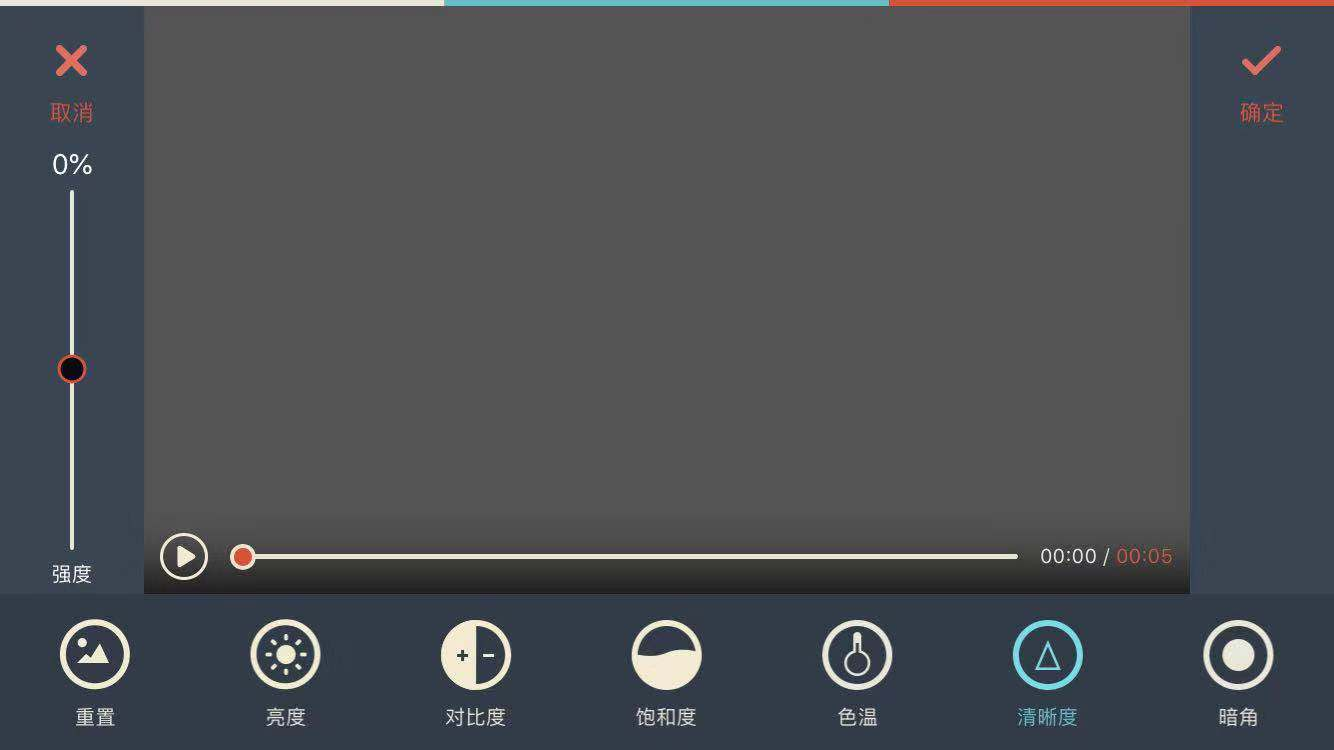 取消
确定
0%
强度
00:00 / 00:05
重置
亮度
对比度
饱和度
色温
清晰度
暗角